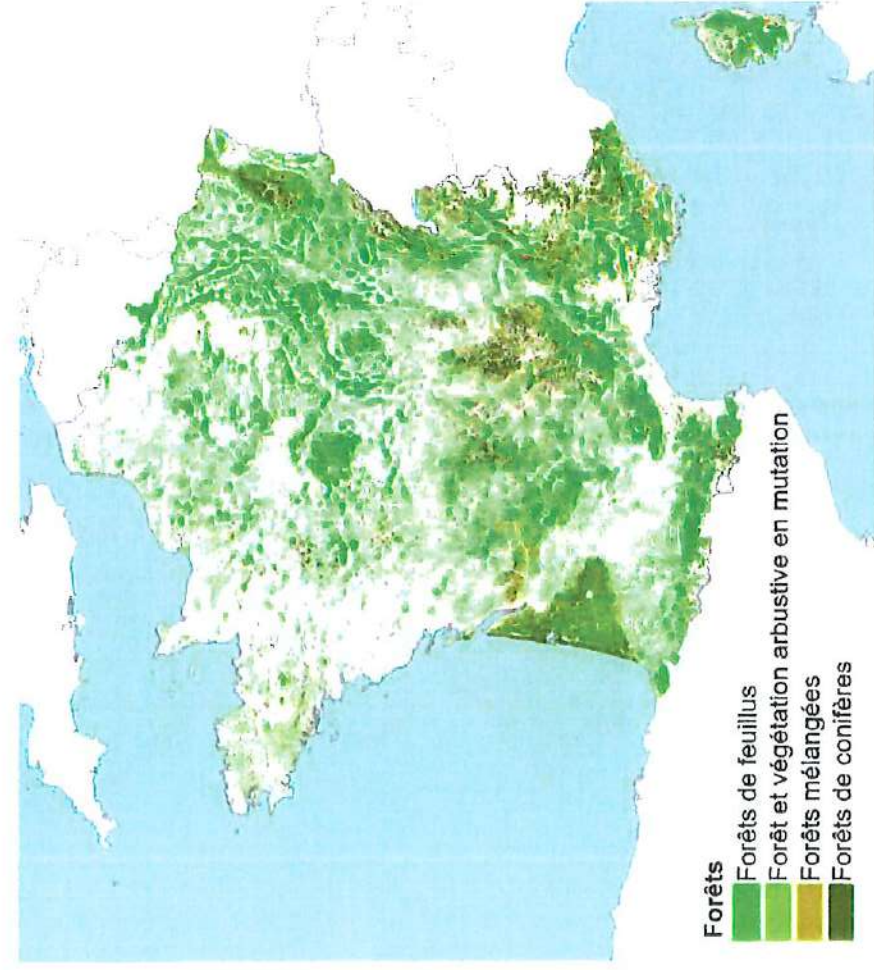 Forêts
Forêts de feuillus
Forêt et végétation arbustive en mutation
Forêts mélangées
Forêts de conifères